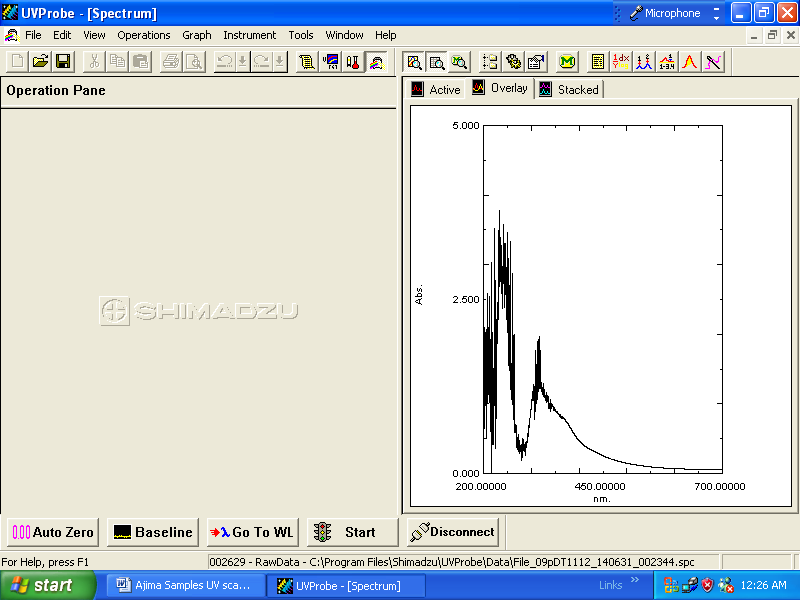 UVProbe - [Spectrum]
Microphone
File Edit View Operations Graph Instrument Tools Window Help
Operation Pane
Active Overlay Stacked
5.000
Abs.
2.500
0.000
200.00000 450.00000 700.00000
nm.
SHIMADZU
Auto Zero Baseline Go To WL Start Disconnect
For Help, press F1
002629 - RawData - C:\Program Files\Shimadzu\UVProbe\Data\File_09pDT1112_140631_002344.spc
start Ajima Samples UV sca... UVProbe - [Spectrum] Links » 12:26 AM